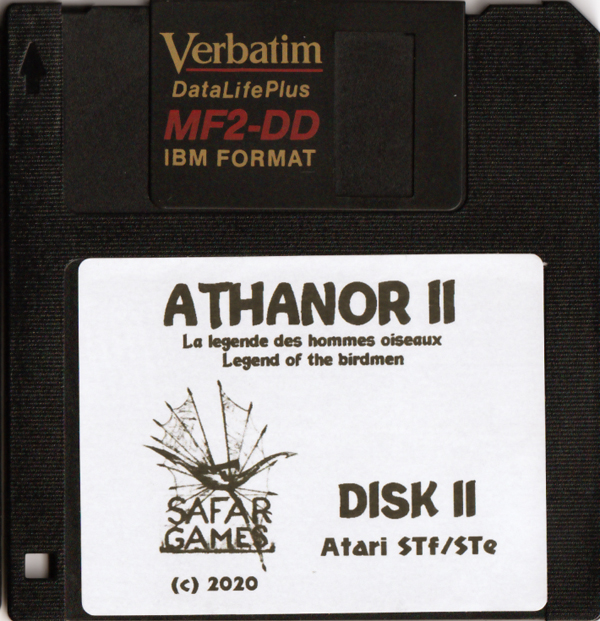 Verbatim
DataLifePlus
MF2-DD
IBM FORMAT
ATHANOR II
La legende des hommes oiseaux
Legend of the birdmen
SAFAR
GAMES
DISK II
Atari STf/STe
(c) 2020